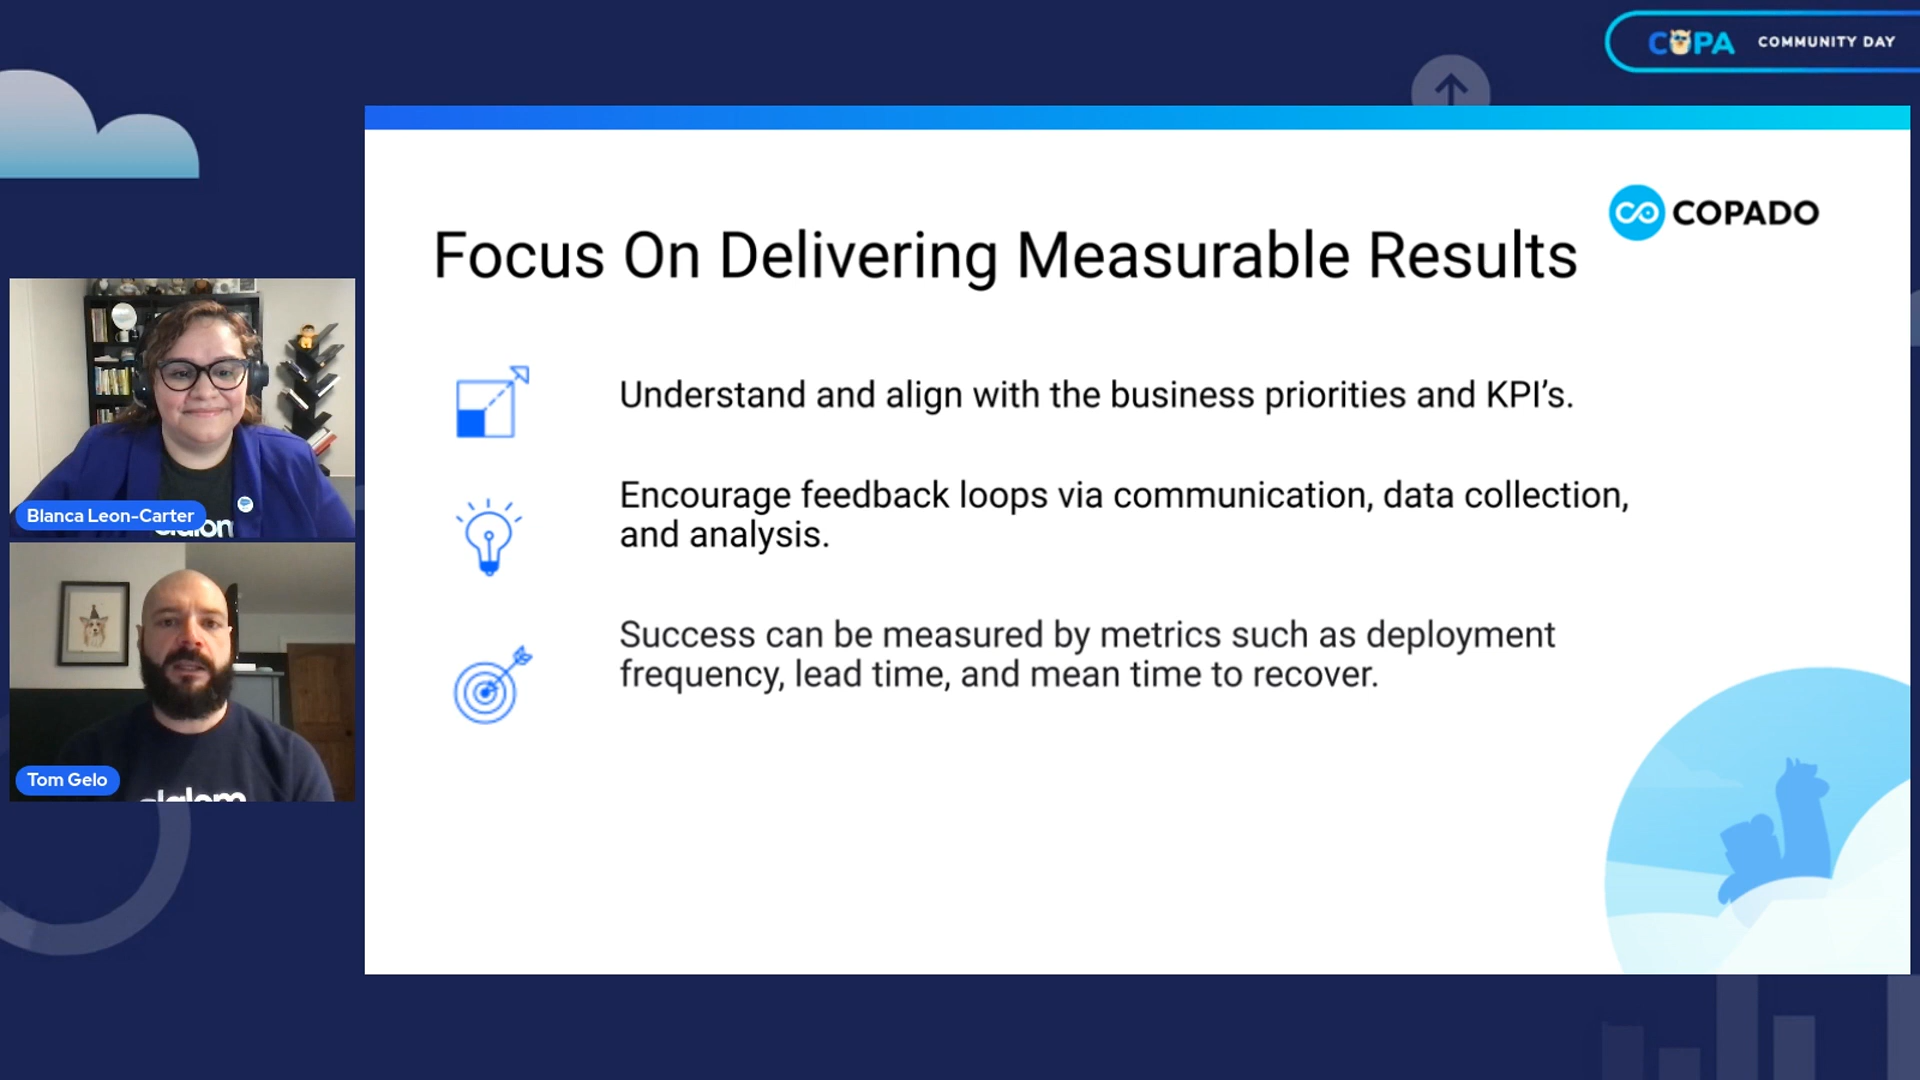 COPA COMMUNITY DAY
COPADO
Focus On Delivering Measurable Results
Understand and align with the business priorities and KPI’s.
Encourage feedback loops via communication, data collection,
and analysis.
Success can be measured by metrics such as deployment
frequency, lead time, and mean time to recover.
Blanca Leon-Carter
Tom Gelo
slalom